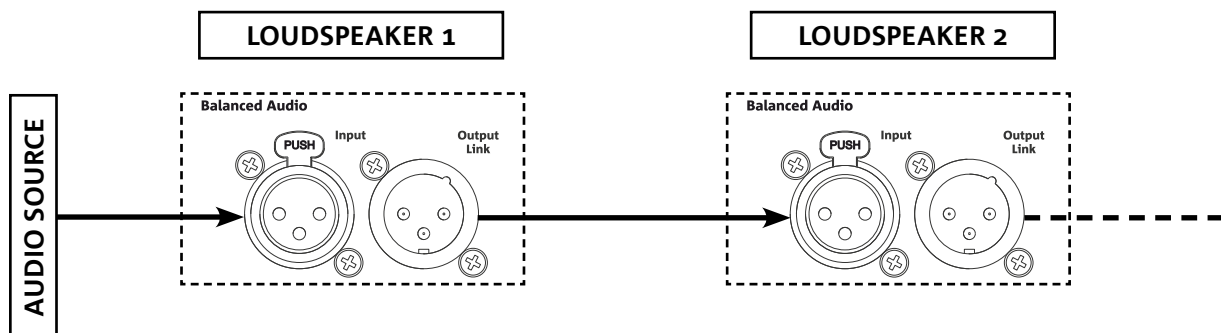 LOUDSPEAKER 1
LOUDSPEAKER 2
AUDIO SOURCE
Balanced Audio
PUSH
Input
Output
Link
Balanced Audio
PUSH
Input
Output
Link